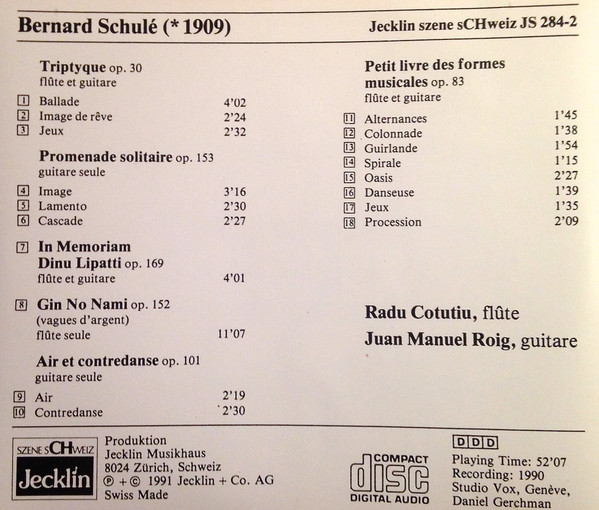 Bernard Schulé (* 1909)
Jecklin szene sCHweiz JS 284-2
Triptyque op. 30
flûte et guitare
1 Ballade 4'02
2 Image de rêve 2'24
3 Jeux 2'32
Promenade solitaire op. 153
guitare seule
4 Image 3'16
5 Lamento 2'30
6 Cascade 2'27
7 In Memoriam
Dinu Lipatti op. 169
flûte et guitare 4'01
8 Gin No Nami op. 152
(vagues d'argent)
flûte seule 11'07
Air et contredanse op. 101
guitare seule
9 Air 2'19
10 Contredanse 2'30
Petit livre des formes
musicales op. 83
flûte et guitare
11 Alternances 1'45
12 Colonnade 1'38
13 Guirlande 1'54
14 Spirale 1'15
15 Oasis 2'27
16 Danseuse 1'39
17 Jeux 1'35
18 Procession 2'09
Radu Cotutiu, flûte
Juan Manuel Roig, guitare
SZENE sCHWEIZ
Jecklin
Produktion
Jecklin Musikhaus
8024 Zürich, Schweiz
℗ + © 1991 Jecklin + Co. AG
Swiss Made
COMPACT
disc
DIGITAL AUDIO
DDD
Playing Time: 52'07
Recording: 1990
Studio Vox, Genève,
Daniel Gerchman